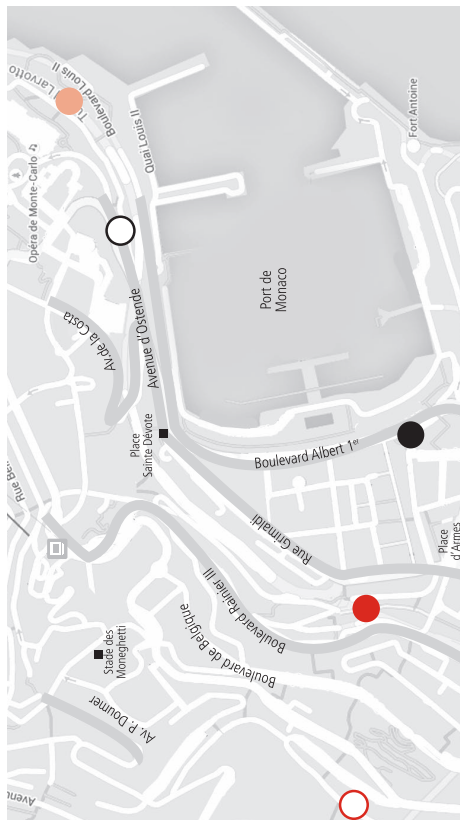 Larvotto
Boulevard Louis II
Quai Louis II
Fort Antoine
Opéra de Monte-Carlo
Port de
Monaco
Av. de la Costa
Avenue d'Ostende
Place
Sainte Dévote
Boulevard Albert 1er
Rue Grimaldi
Place
d'Armes
Boulevard Rainier III
Boulevard de Belgique
Stade des
Moneghetti
Av. P. Doumer